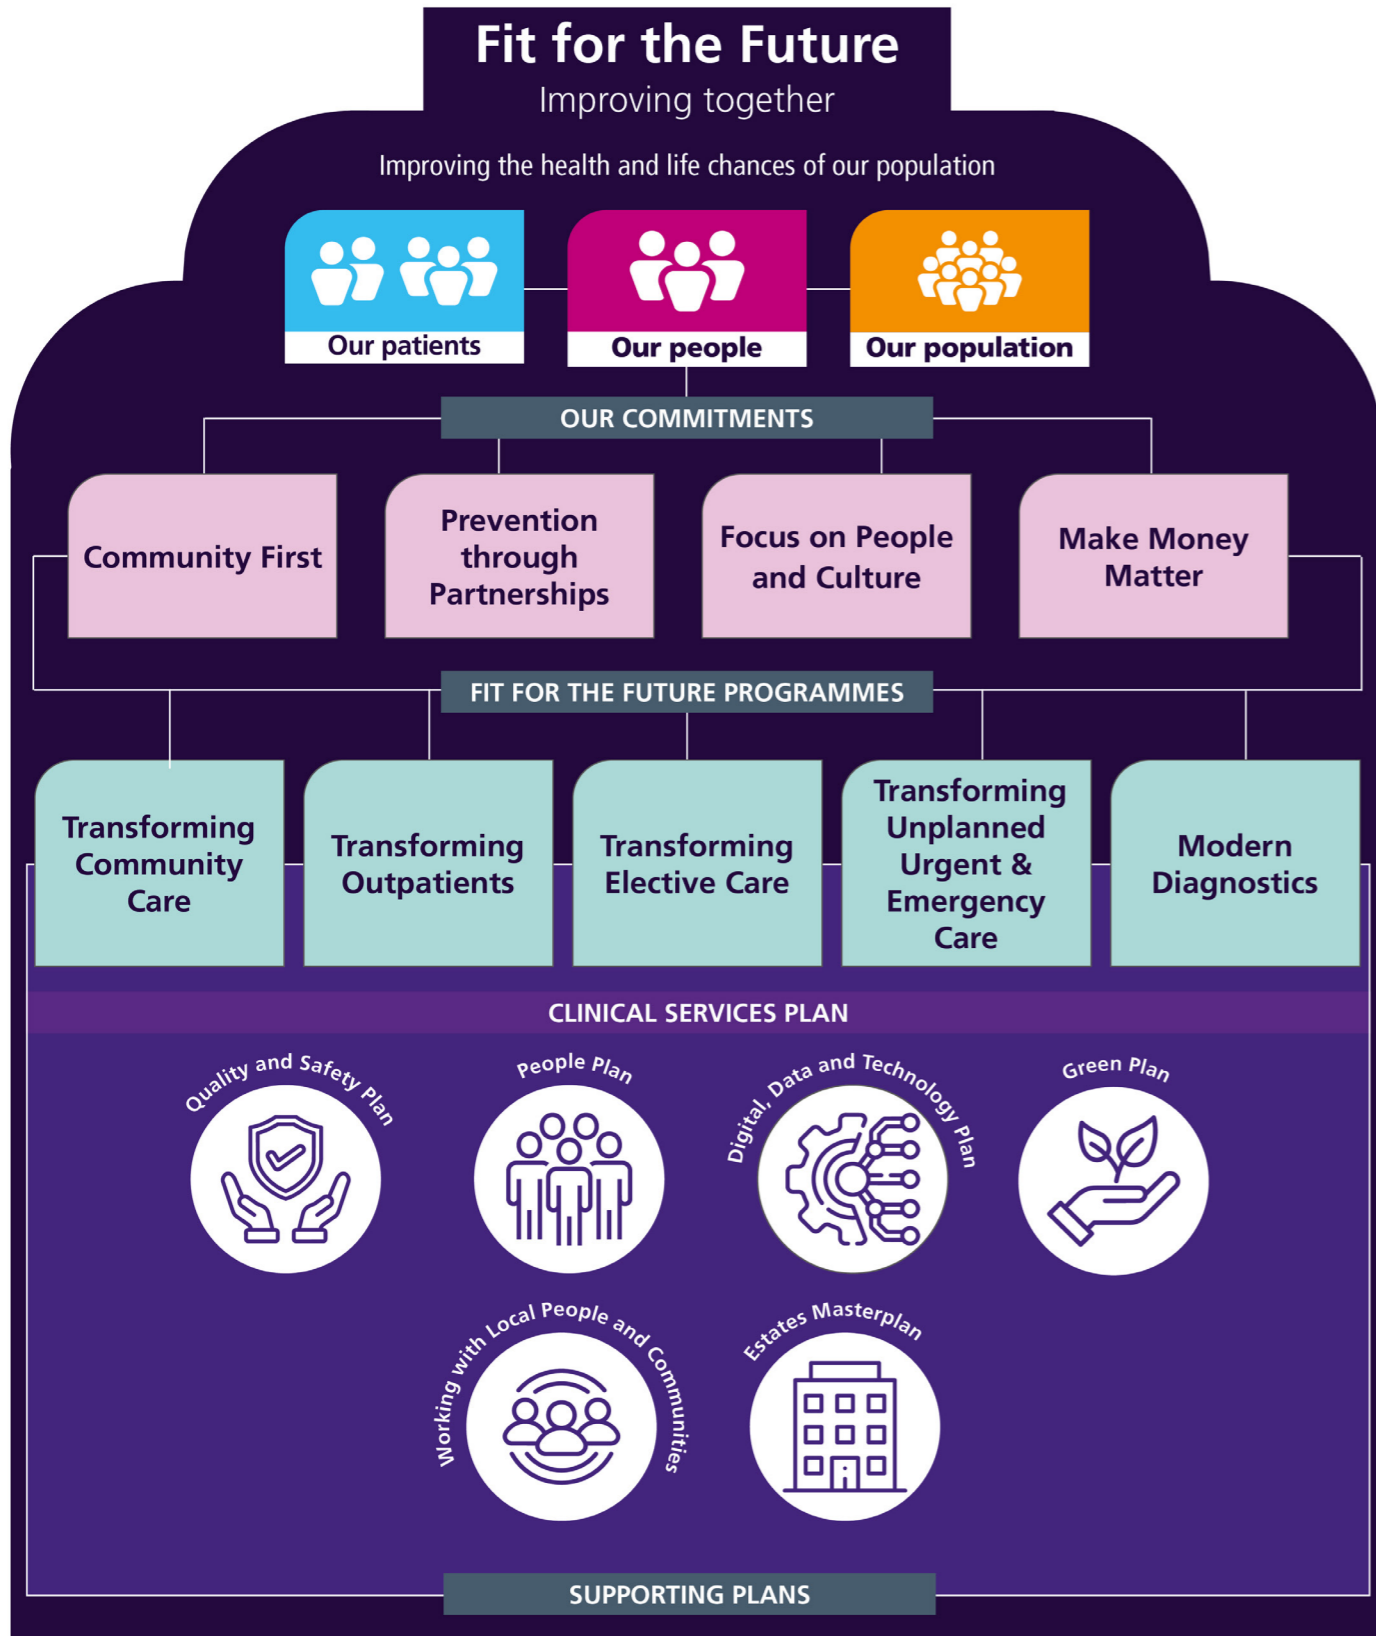 Fit for the Future
Improving together
Improving the health and life chances of our population
Our patients
Our people
Our population
OUR COMMITMENTS
Community First
Prevention
through
Partnerships
Focus on People
and Culture
Make Money
Matter
FIT FOR THE FUTURE PROGRAMMES
Transforming
Community
Care
Transforming
Outpatients
Transforming
Elective Care
Transforming
Unplanned
Urgent &
Emergency
Care
Modern
Diagnostics
CLINICAL SERVICES PLAN
Quality and Safety Plan
People Plan
Digital, Data and Technology Plan
Green Plan
Working with Local People and Communities
Estates Masterplan
SUPPORTING PLANS